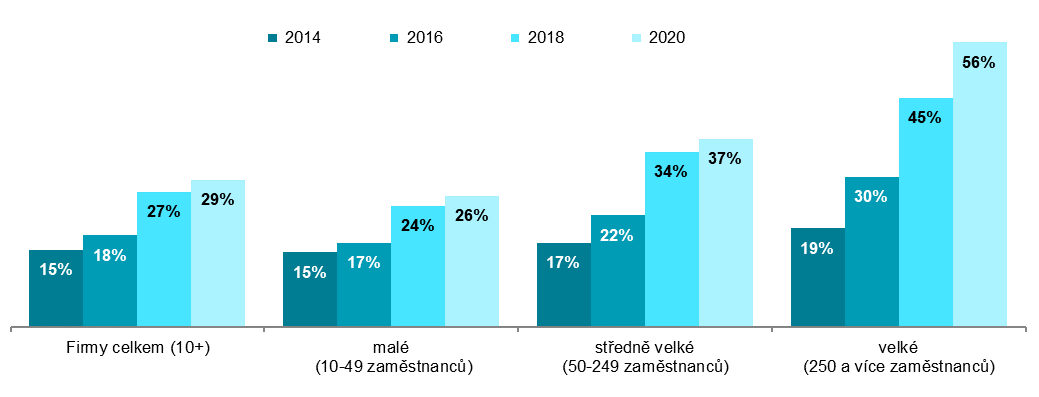 2014 2016 2018 2020
15% 18% 27% 29%
15% 17% 24% 26%
17% 22% 34% 37%
19% 30% 45% 56%
Firmy celkem (10+)
malé
(10-49 zaměstnanců)
středně velké
(50-249 zaměstnanců)
velké
(250 a více zaměstnanců)